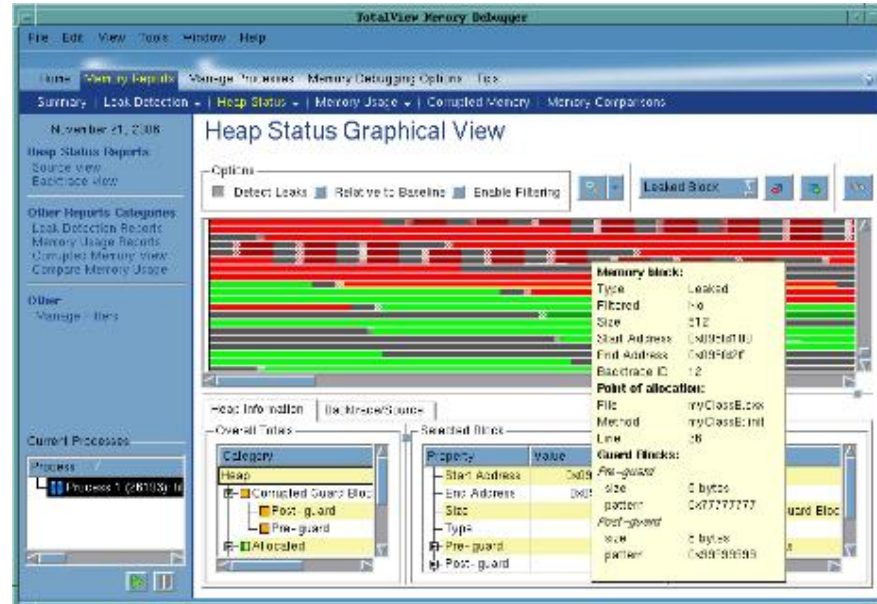 TotalView Memory Debugger
File Edit View Tools Window Help
Home Memory Reports Manage Processes Memory Debugging Options Tips
Summary Leak Detection Heap Status Memory Usage Corrupted Memory Memory Comparisons
November 21, 2006
Heap Status Reports
Source View
Backtrace View
Other Reports Categories
Leak Detection Reports
Memory Usage Reports
Corrupted Memory View
Compare Memory Usage
Other
Manage Filters
Current Processes
Process
Process 1 (26193):
Heap Status Graphical View
Options
Detect Leaks Relative to Baseline Enable Filtering
Leaked Block
Heap Information Backtrace/Source
Overall Totals
Category
Heap
Corrupted Guard Bloc
Post-guard
Pre-guard
Allocated
Selected Block
Property Value
Start Address
End Address
Size
Type
Pre-guard
Post-guard
uard Bloc
Memory block:
Type Leaked
Filtered No
Size 512
Start Address
End Address
Backtrace ID 12
Point of allocation:
File myClassB.cxx
Method
Line
Guard Blocks:
Pre-guard
size bytes
pattern 0x77777777
Post-guard
size bytes
pattern 0x99999999